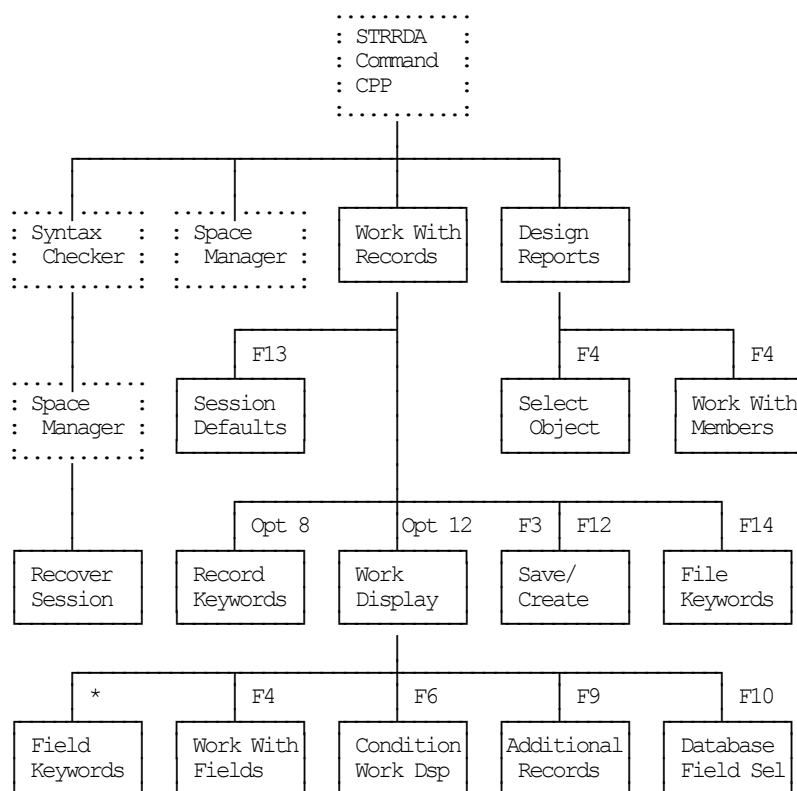 STRRDA
Command
CPP
Syntax
Checker
Space
Manager
Work With
Records
Design
Reports
F13
F4
F4
Space
Manager
Session
Defaults
Select
Object
Work With
Members
Opt 8
Opt 12
F3
F12
F14
Recover
Session
Record
Keywords
Work
Display
Save/
Create
File
Keywords
*
F4
F6
F9
F10
Field
Keywords
Work With
Fields
Condition
Work Dsp
Additional
Records
Database
Field Sel